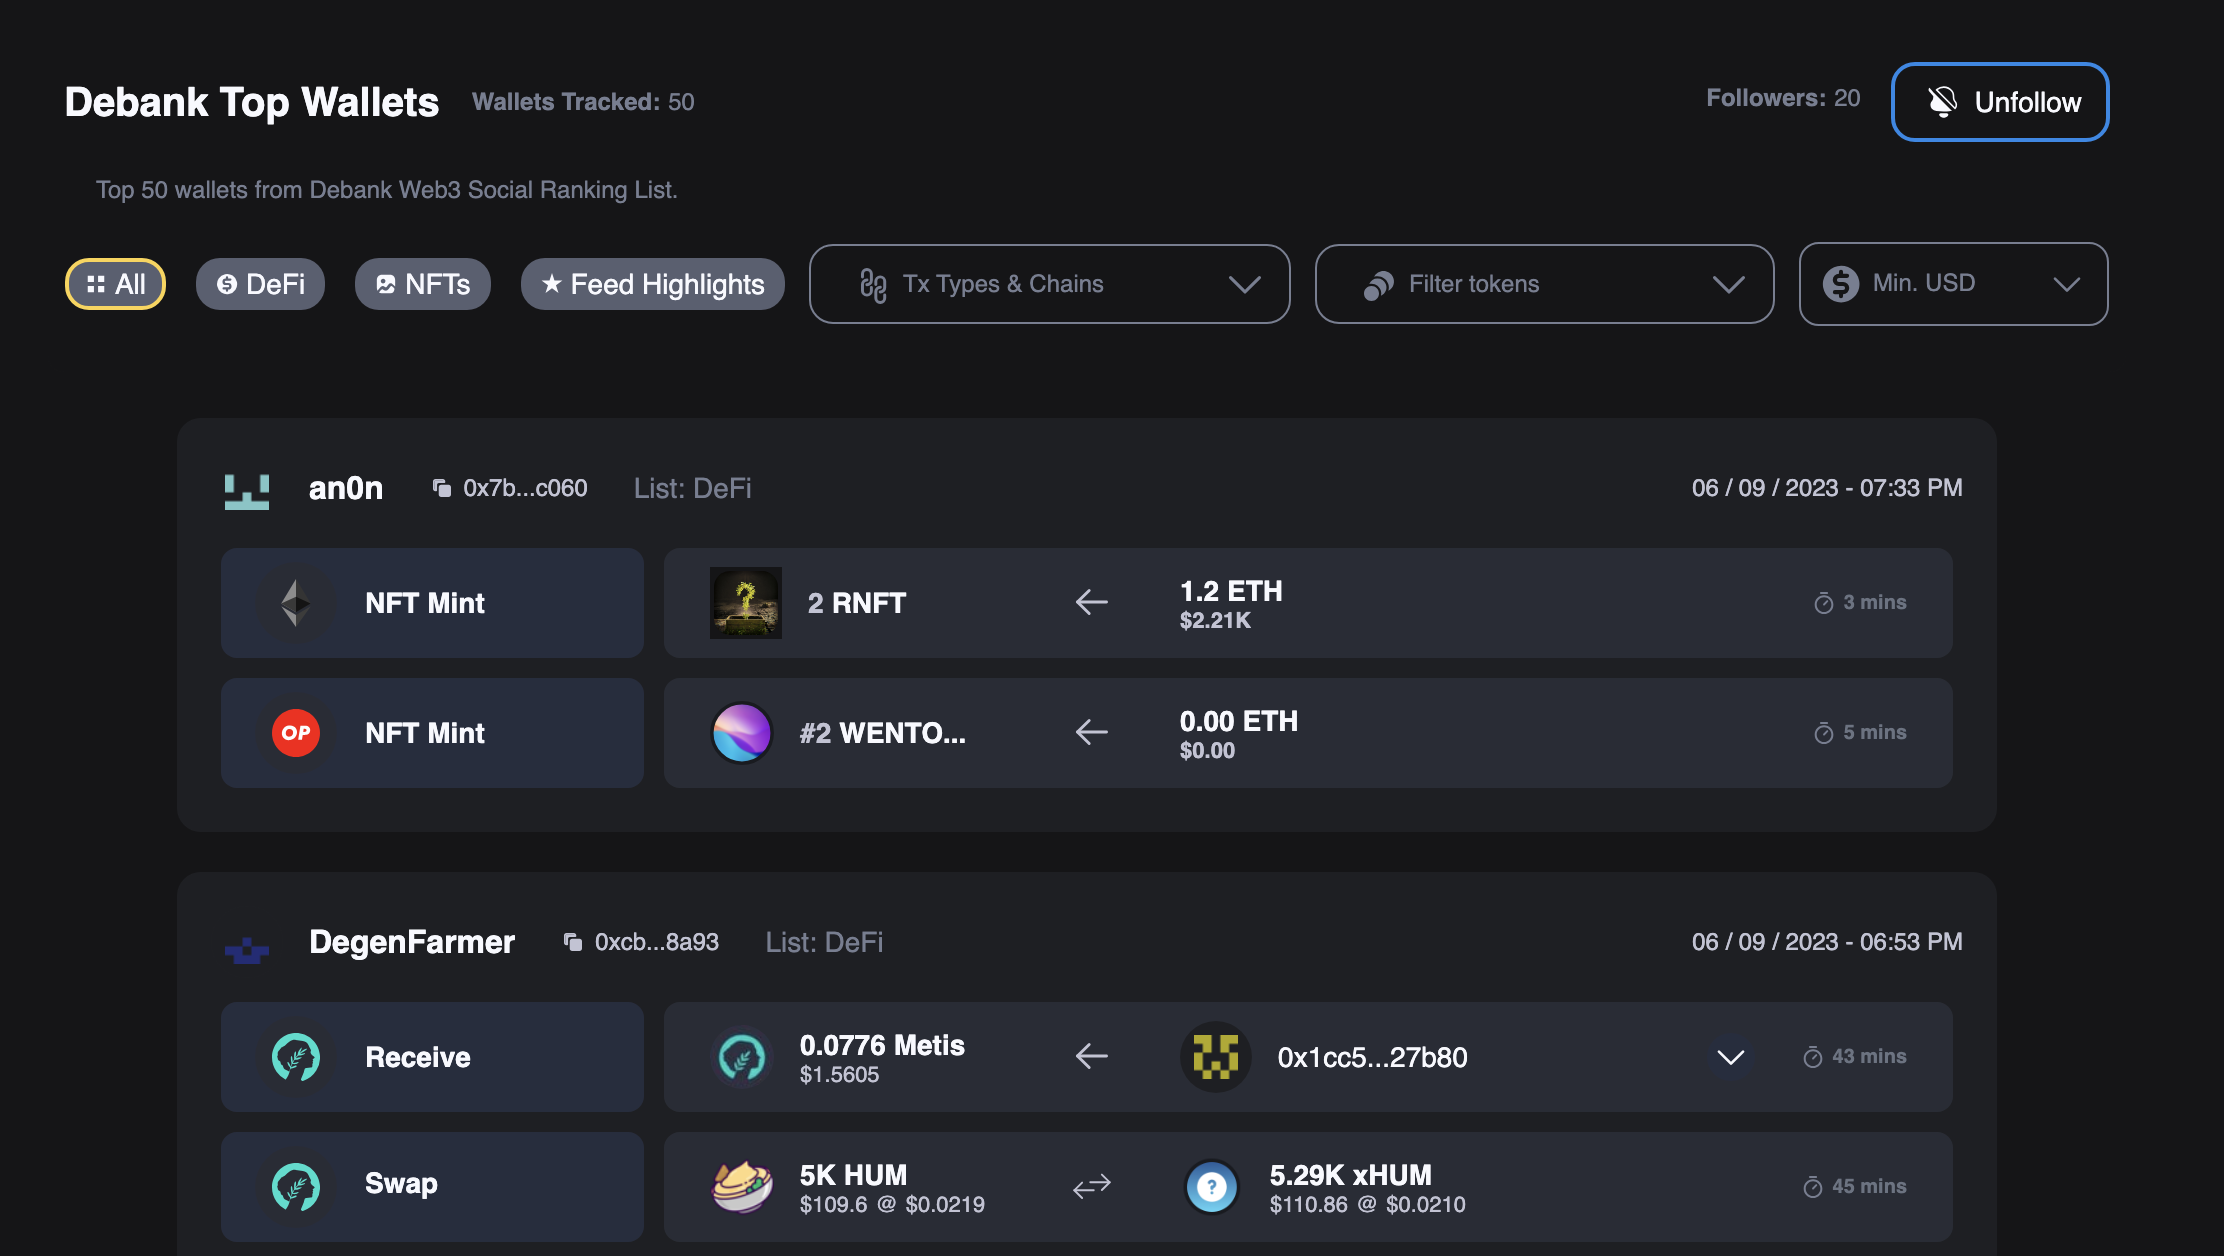 Debank Top Wallets Wallets Tracked: 50 Followers: 20 Unfollow
Top 50 wallets from Debank Web3 Social Ranking List.
All DeFi NFTs Feed Highlights Tx Types & Chains Filter tokens Min. USD
an0n 0x7b...c060 List: DeFi 06 / 09 / 2023 - 07:33 PM
NFT Mint 2 RNFT 1.2 ETH 3 mins
$2.21K
OP NFT Mint #2 WENTO... 0.00 ETH 5 mins
$0.00
DegenFarmer 0xcb...8a93 List: DeFi 06 / 09 / 2023 - 06:53 PM
Receive 0.0776 Metis 0x1cc5...27b80 43 mins
$1.5605
Swap 5K HUM ? 5.29K xHUM 45 mins
$109.6 @ $0.0219 $110.86 @ $0.0210